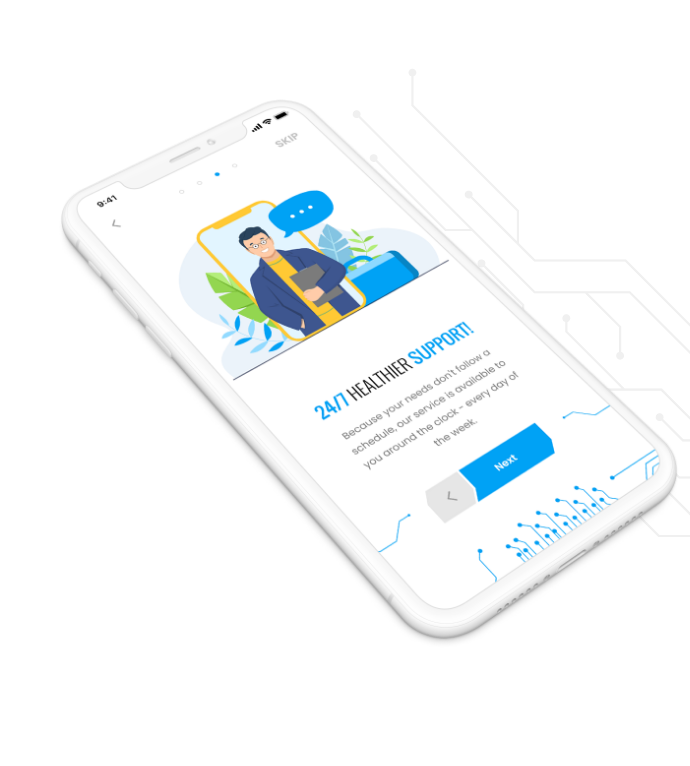 9:41
SKIP
24/7 HEALTHIER SUPPORT!
Because your needs don't follow a
schedule, our service is available to
you around the clock - every day of
the week.
Next